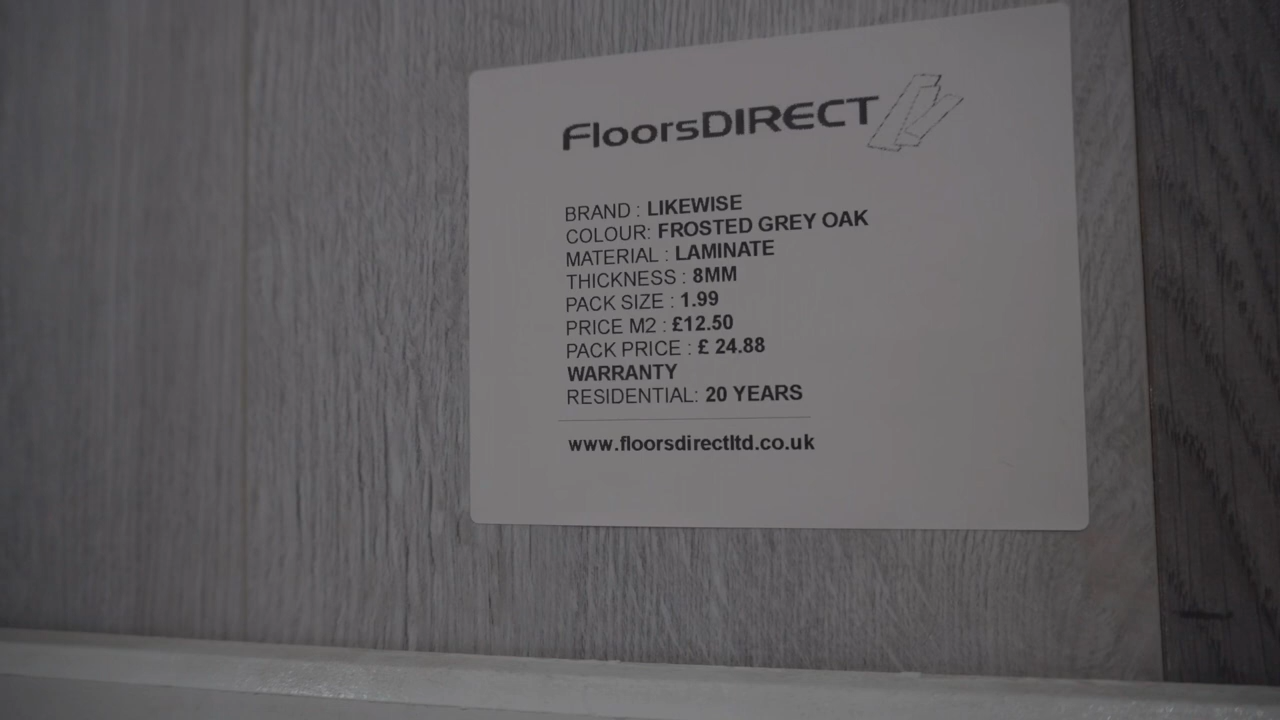 FloorsDIRECT
BRAND : LIKEWISE
COLOUR: FROSTED GREY OAK
MATERIAL : LAMINATE
THICKNESS : 8MM
PACK SIZE : 1.99
PRICE M2 : £12.50
PACK PRICE : £ 24.88
WARRANTY
RESIDENTIAL: 20 YEARS
www.floorsdirectltd.co.uk